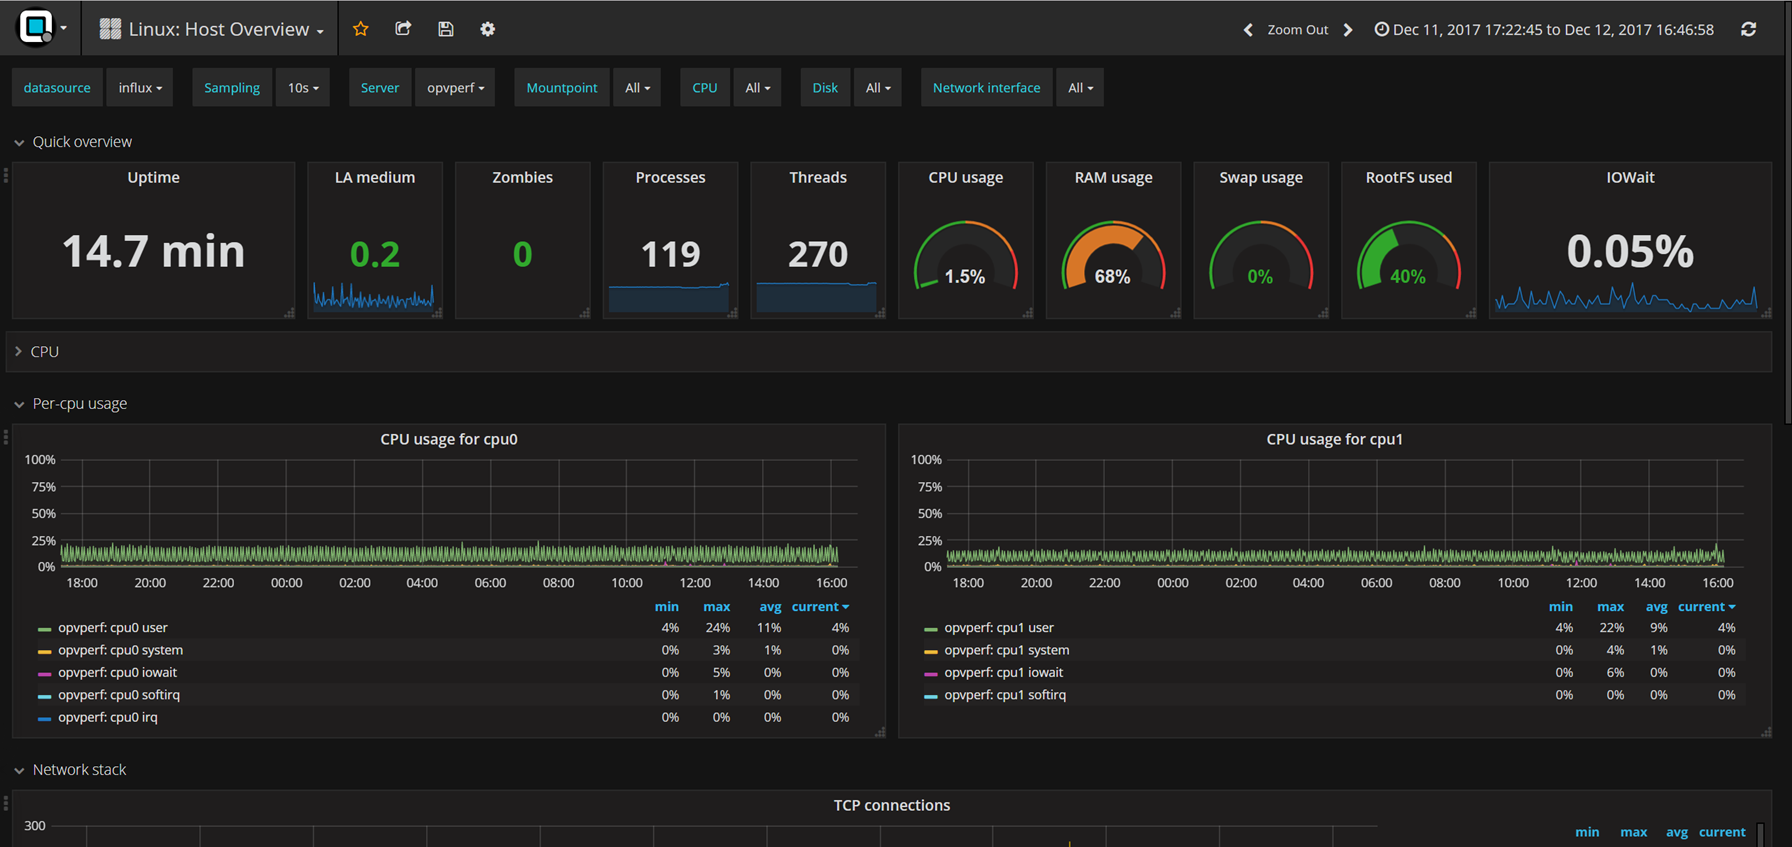 Linux: Host Overview
Zoom Out
Dec 11, 2017 17:22:45 to Dec 12, 2017 16:46:58
datasource influx Sampling 10s Server opvperf Mountpoint All CPU All Disk All Network interface All
Quick overview
Uptime LA medium Zombies Processes Threads CPU usage RAM usage Swap usage RootFS used IOWait
14.7 min 0.2 0 119 270 1.5% 68% 0% 40% 0.05%
CPU
Per-cpu usage
CPU usage for cpu0
100%
75%
50%
25%
0%
18:00 20:00 22:00 00:00 02:00 04:00 06:00 08:00 10:00 12:00 14:00 16:00
min max avg current
opvperf: cpu0 user 4% 24% 11% 4%
opvperf: cpu0 system 0% 3% 1% 0%
opvperf: cpu0 iowait 0% 5% 0% 0%
opvperf: cpu0 softirq 0% 1% 0% 0%
opvperf: cpu0 irq 0% 0% 0% 0%
CPU usage for cpu1
100%
75%
50%
25%
0%
18:00 20:00 22:00 00:00 02:00 04:00 06:00 08:00 10:00 12:00 14:00 16:00
min max avg current
opvperf: cpu1 user 4% 22% 9% 4%
opvperf: cpu1 system 0% 4% 1% 0%
opvperf: cpu1 iowait 0% 6% 0% 0%
opvperf: cpu1 softirq 0% 0% 0% 0%
Network stack
TCP connections
300
min max avg current